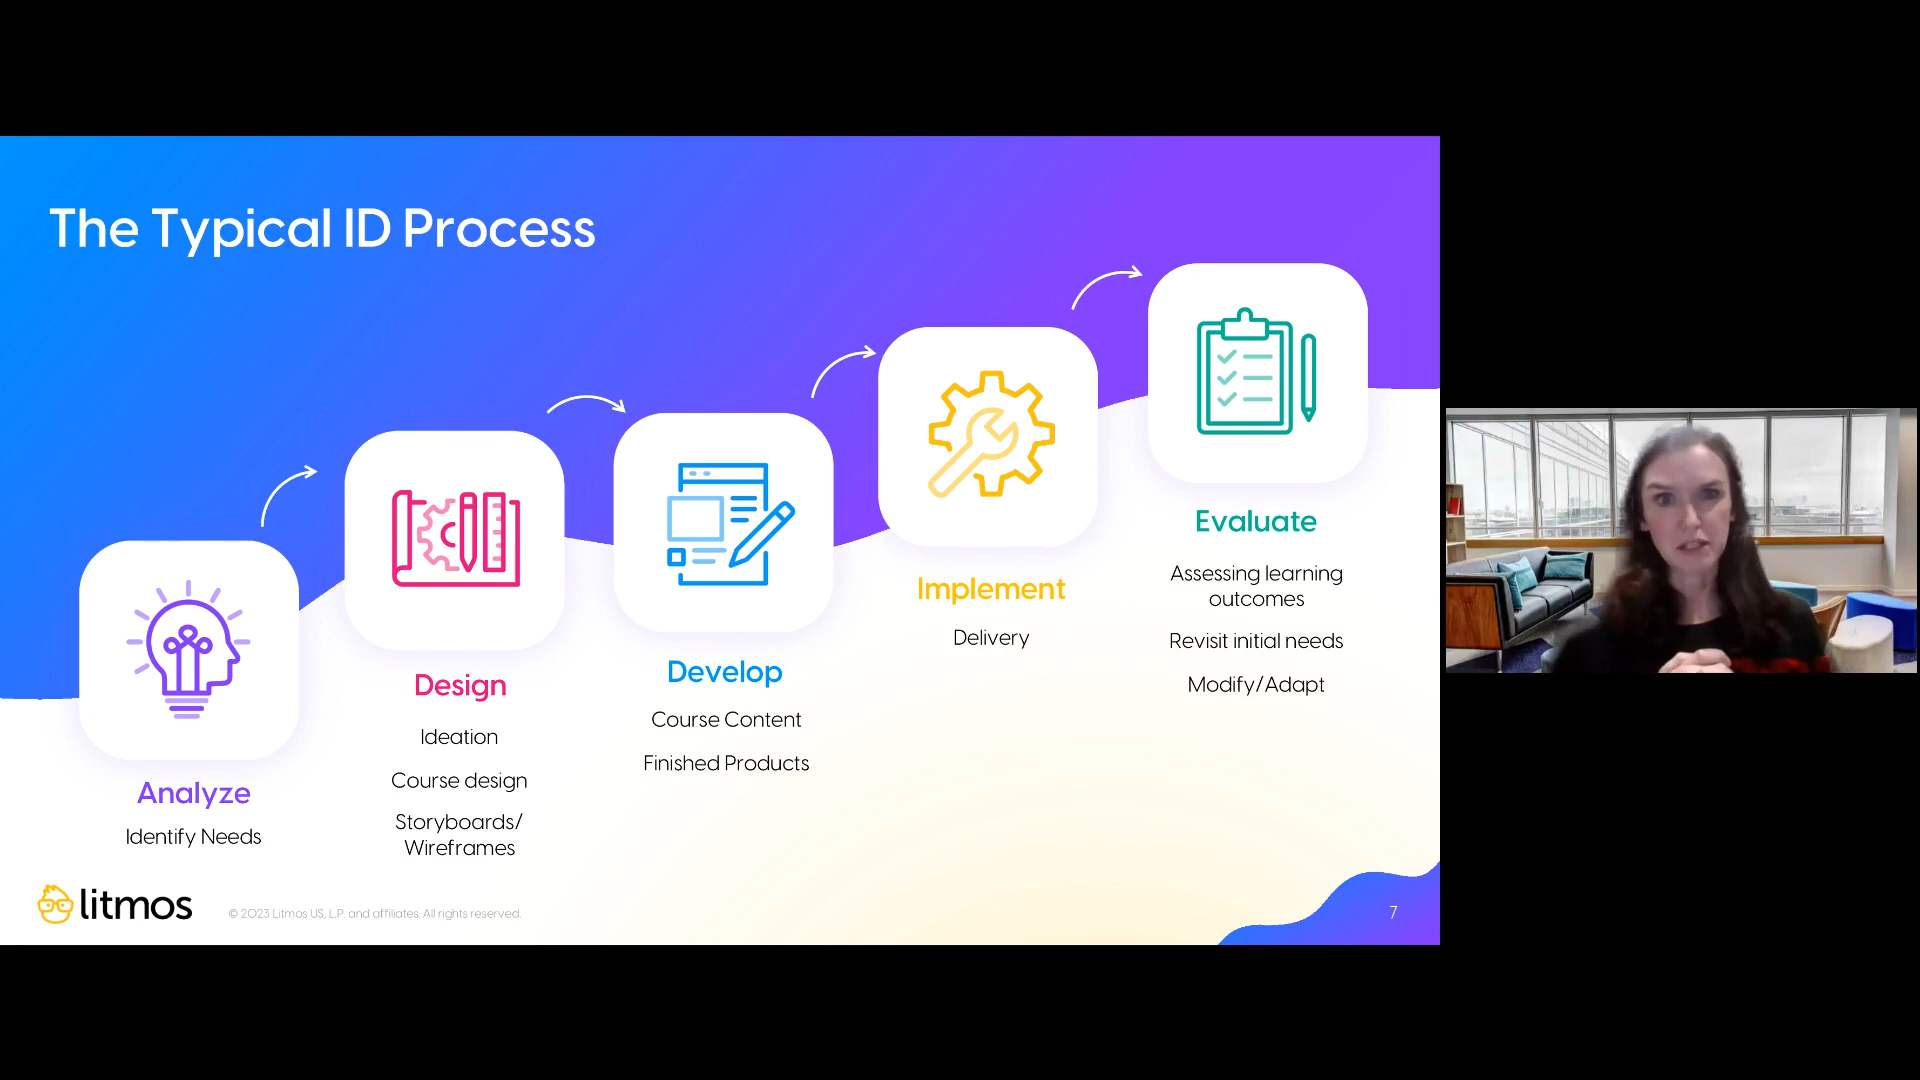 The Typical ID Process
Analyze
Identify Needs
Design
Ideation
Course design
Storyboards/
Wireframes
Develop
Course Content
Finished Products
Implement
Delivery
Evaluate
Assessing learning
outcomes
Revisit initial needs
Modify/Adapt
litmos
© 2023 Litmos US, L.P. and affiliates. All rights reserved.
7